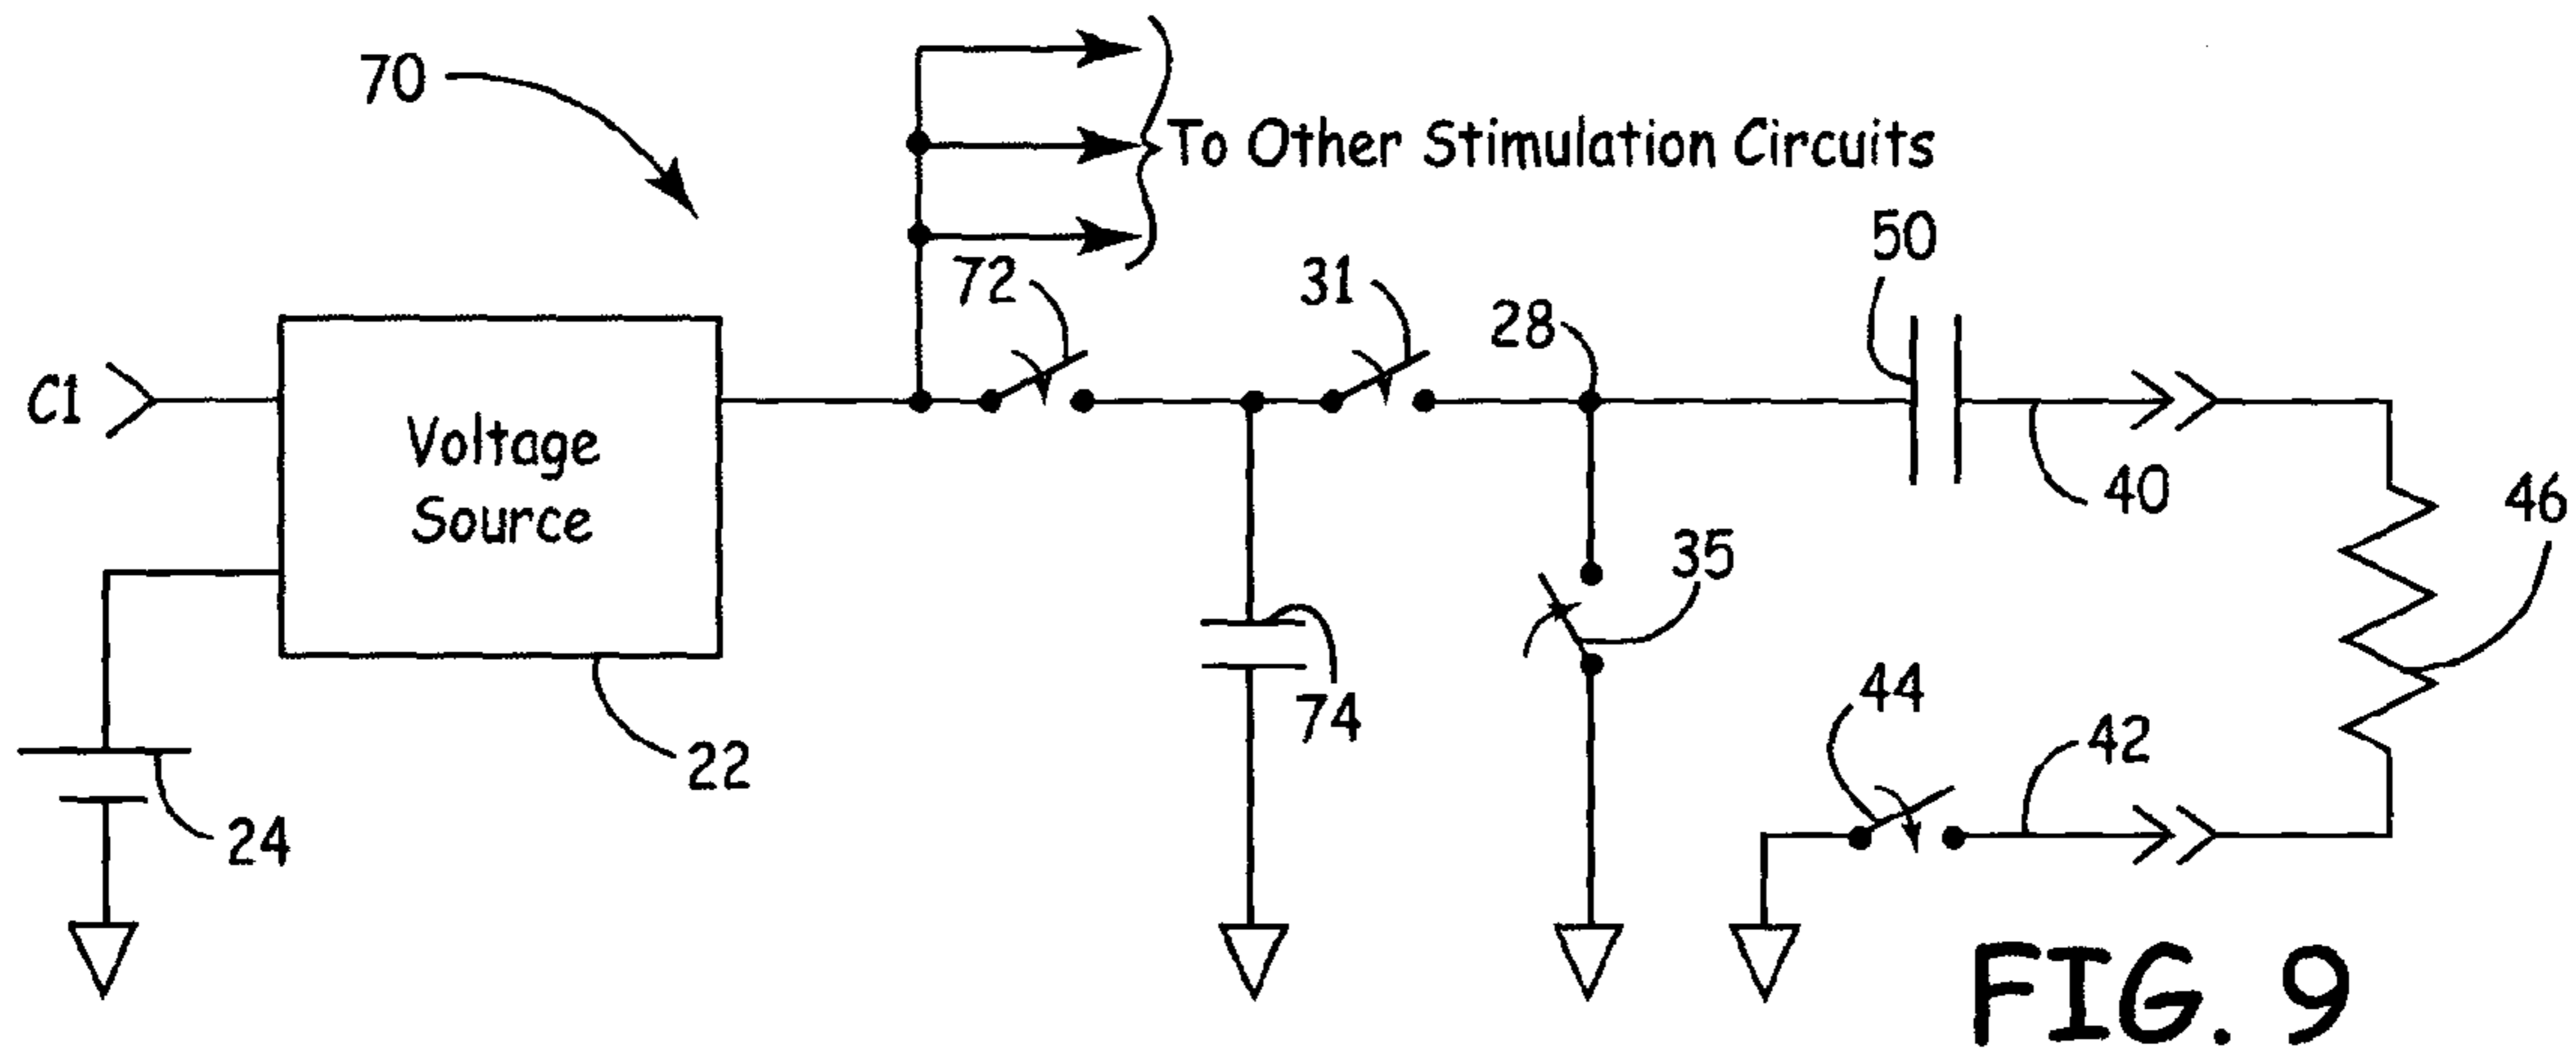 70
To Other Stimulation Circuits
50
72
31
28
C1
Voltage
Source
40
46
35
44
74
42
22
24
FIG. 9